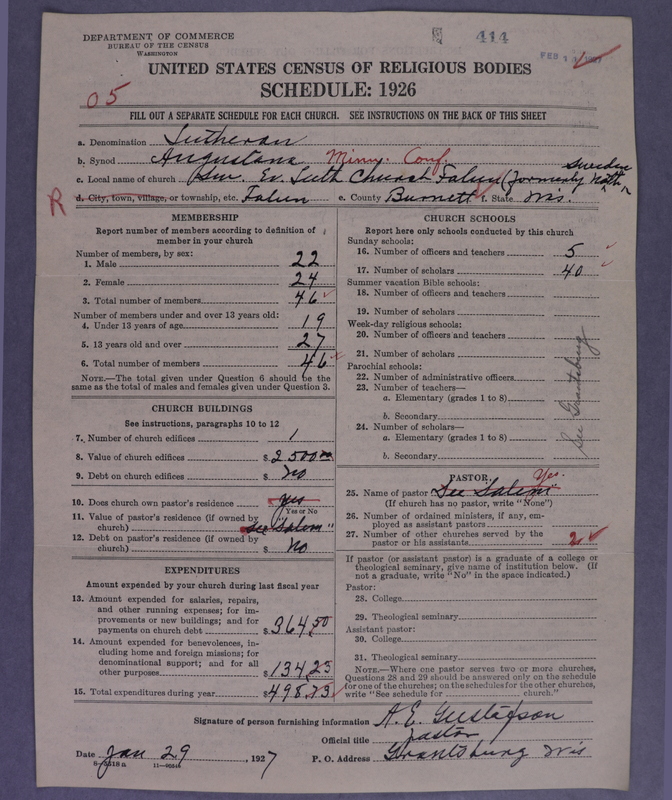 DEPARTMENT OF COMMERCE
BUREAU OF THE CENSUS
WASHINGTON
414
FEB 1 1927
UNITED STATES CENSUS OF RELIGIOUS BODIES
SCHEDULE: 1926
05
FILL OUT A SEPARATE SCHEDULE FOR EACH CHURCH. SEE INSTRUCTIONS ON THE BACK OF THIS SHEET
a. Denomination Lutheran
b. Synod Augustana Minn. Conf.
c. Local name of church Swe. Ev. Luth Church Falun (formerly Sweden
R d. City, town, village, or township, etc. Falun e. County Burnett f. State Wis.
MEMBERSHIP
Report number of members according to definition of member in your church
Number of members, by sex:
1. Male 22
2. Female 24
3. Total number of members 46
Number of members under and over 13 years old:
4. Under 13 years of age 19
5. 13 years old and over 27
6. Total number of members 46
NOTE.—The total given under Question 6 should be the same as the total of males and females given under Question 3.
CHURCH BUILDINGS
See instructions, paragraphs 10 to 12
7. Number of church edifices 1
8. Value of church edifices $ 2500.00
9. Debt on church edifices $ No
10. Does church own pastor's residence Yes
Yes or No
11. Value of pastor's residence (if owned by church) $ "See Salem"
12. Debt on pastor's residence (if owned by church) $ No
EXPENDITURES
Amount expended by your church during last fiscal year
13. Amount expended for salaries, repairs, and other running expenses; for improvements or new buildings; and for payments on church debt $ 364.50
14. Amount expended for benevolences, including home and foreign missions; for denominational support; and for all other purposes $ 134.23
15. Total expenditures during year $ 498.73
CHURCH SCHOOLS
Report here only schools conducted by this church
Sunday schools:
16. Number of officers and teachers 5
17. Number of scholars 40
Summer vacation Bible schools:
18. Number of officers and teachers
19. Number of scholars
Week-day religious schools:
20. Number of officers and teachers
21. Number of scholars
Parochial schools:
22. Number of administrative officers
23. Number of teachers—
a. Elementary (grades 1 to 8)
b. Secondary
24. Number of scholars—
a. Elementary (grades 1 to 8)
b. Secondary
See Grantsburg
PASTOR
Yes.
25. Name of pastor "See Salem"
(If church has no pastor, write "None")
26. Number of ordained ministers, if any, employed as assistant pastors
27. Number of other churches served by the pastor or his assistants 2
If pastor (or assistant pastor) is a graduate of a college or theological seminary, give name of institution below. (If not a graduate, write "No" in the space indicated.)
Pastor:
28. College
29. Theological seminary
Assistant pastor:
30. College
31. Theological seminary
NOTE.—Where one pastor serves two or more churches, Questions 28 and 29 should be answered only on the schedule for one of the churches; on the schedules for the other churches, write "See schedule for church."
Signature of person furnishing information A. E. Gustafson
Official title Pastor
Date Jan 29, 1927 P. O. Address Grantsburg Wis